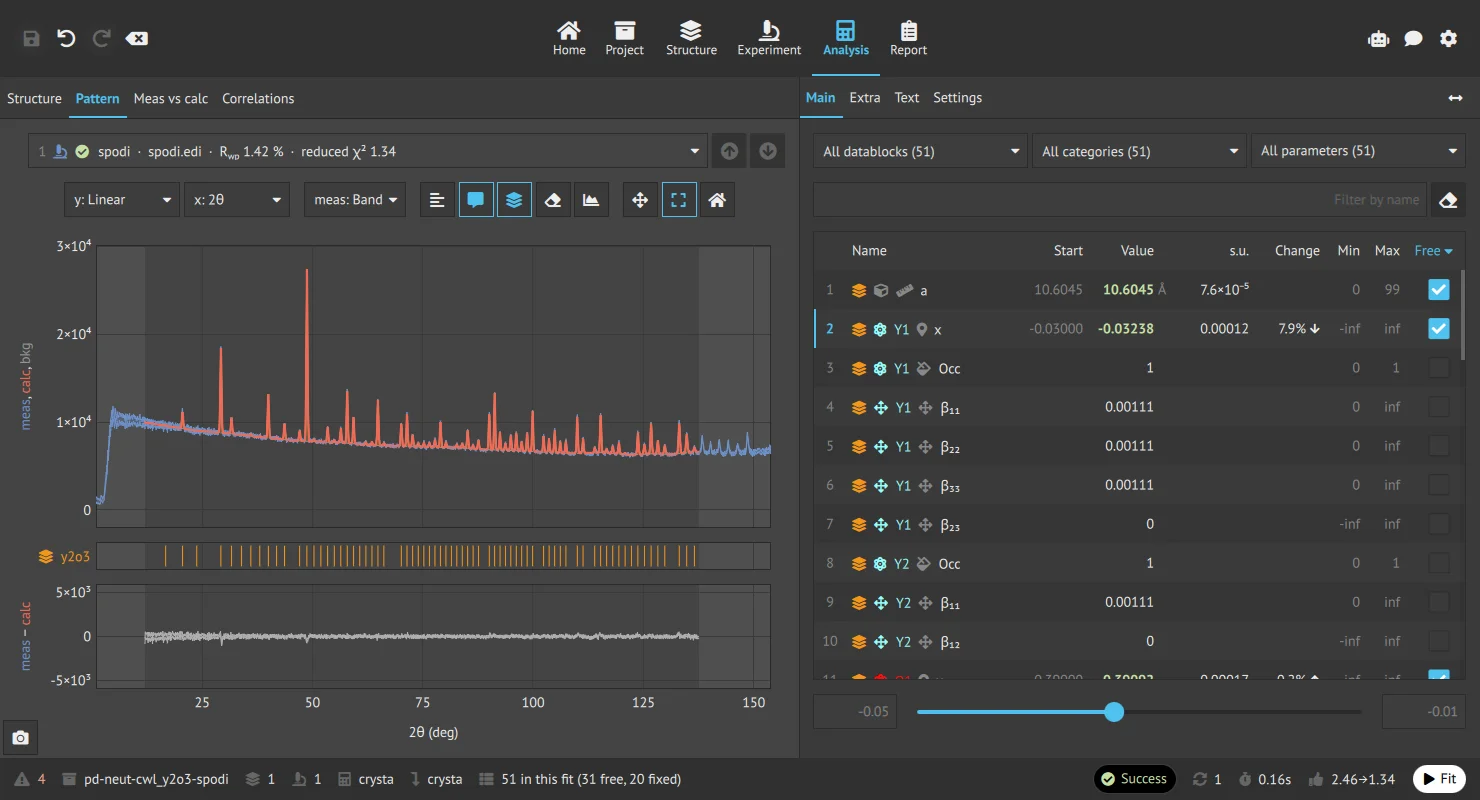 Home Project Structure Experiment Analysis Report
Structure Pattern Meas vs calc Correlations
Main Extra Text Settings
1 spodi · spodi.edi · Rwp 1.42 % · reduced χ² 1.34
All datablocks (51) All categories (51) All parameters (51)
y: Linear x: 2θ meas: Band
Filter by name
3×10⁴
2×10⁴
1×10⁴
0
meas, calc, bkg
y2o3
5×10³
0
-5×10³
meas − calc
25 50 75 100 125 150
2θ (deg)
Name Start Value s.u. Change Min Max Free
1 a 10.6045 10.6045 Å 7.6×10⁻⁵ 0 99
2 Y1 x -0.03000 -0.03238 0.00012 7.9% -inf inf
3 Y1 Occ 1 0 1
4 Y1 β₁₁ 0.00111 0 inf
5 Y1 β₂₂ 0.00111 0 inf
6 Y1 β₃₃ 0.00111 0 inf
7 Y1 β₂₃ 0 -inf inf
8 Y2 Occ 1 0 1
9 Y2 β₁₁ 0.00111 0 inf
10 Y2 β₁₂ 0 -inf inf
-0.05 -0.01
4 pd-neut-cwl_y2o3-spodi 1 1 crysta crysta 51 in this fit (31 free, 20 fixed)
Success 1 0.16s 2.46→1.34 Fit